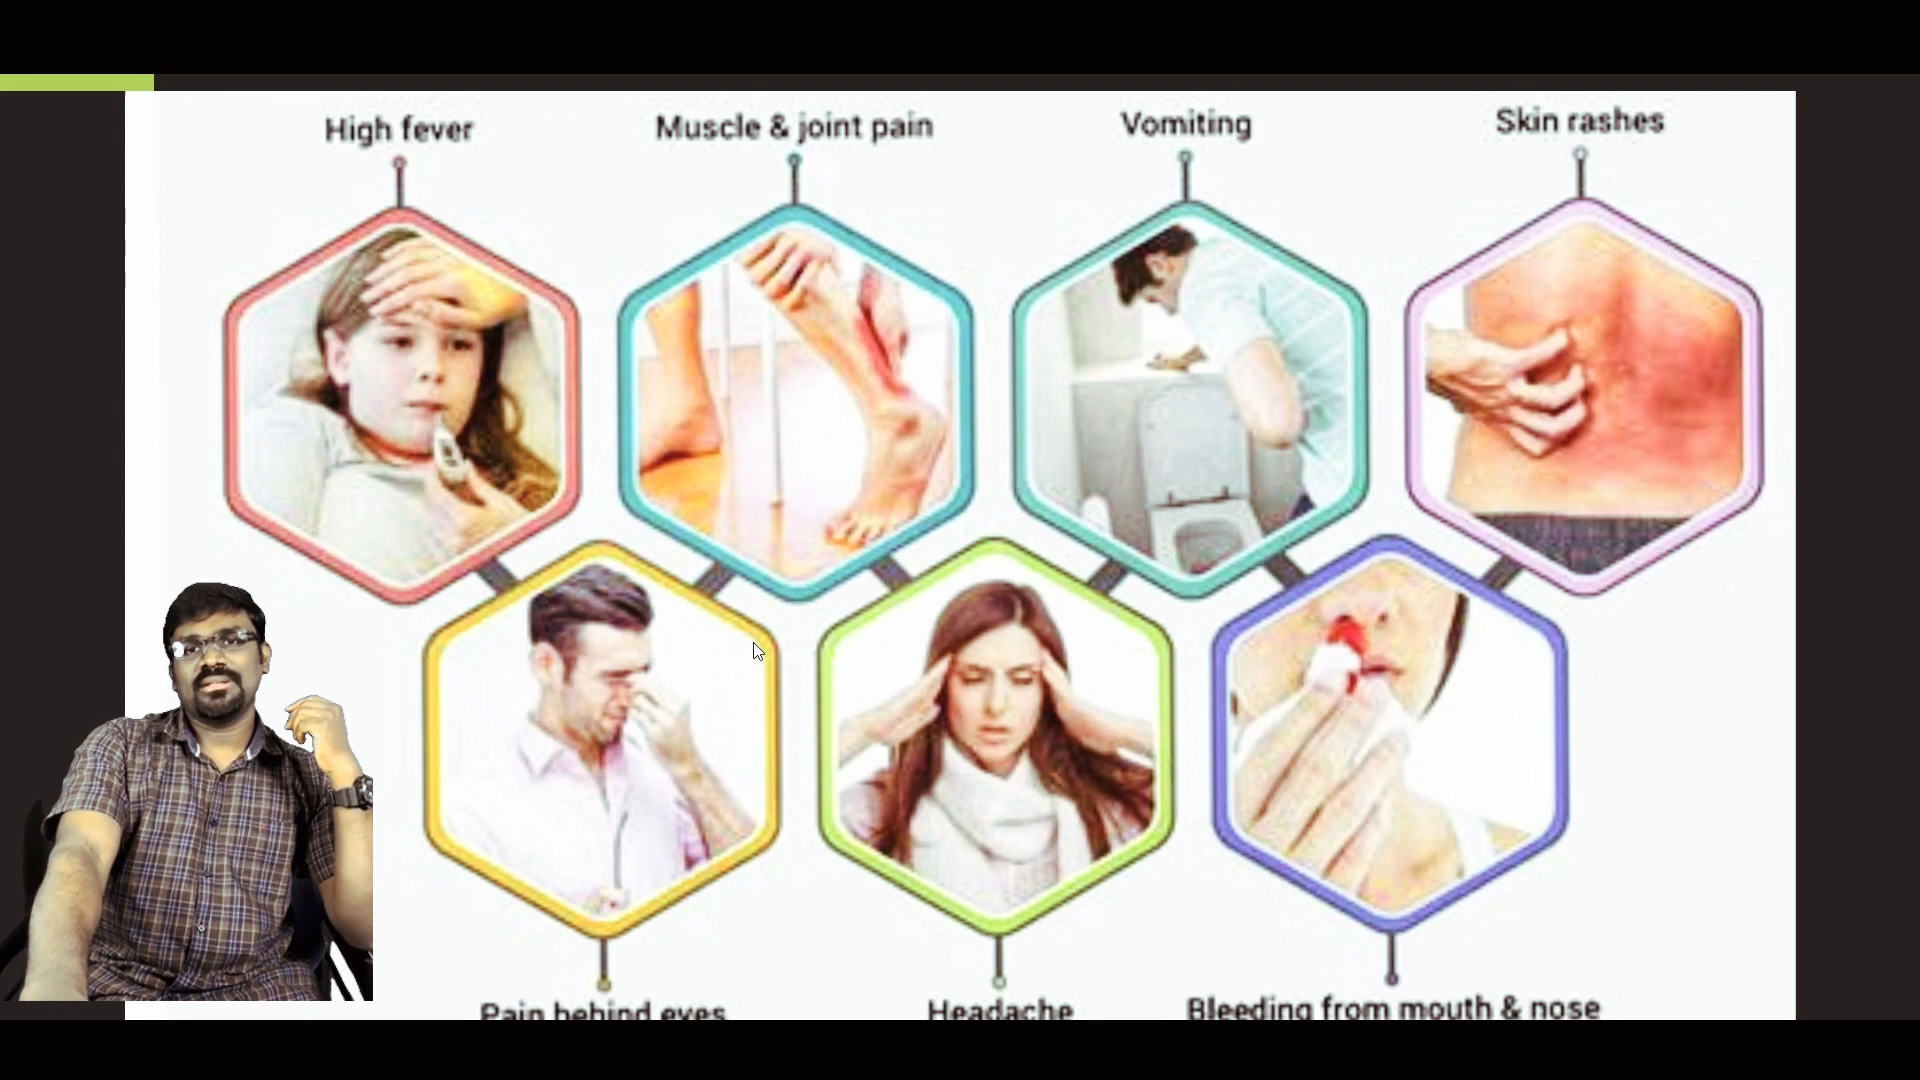 High fever
Muscle & joint pain
Vomiting
Skin rashes
Pain behind eyes
Headache
Bleeding from mouth & nose